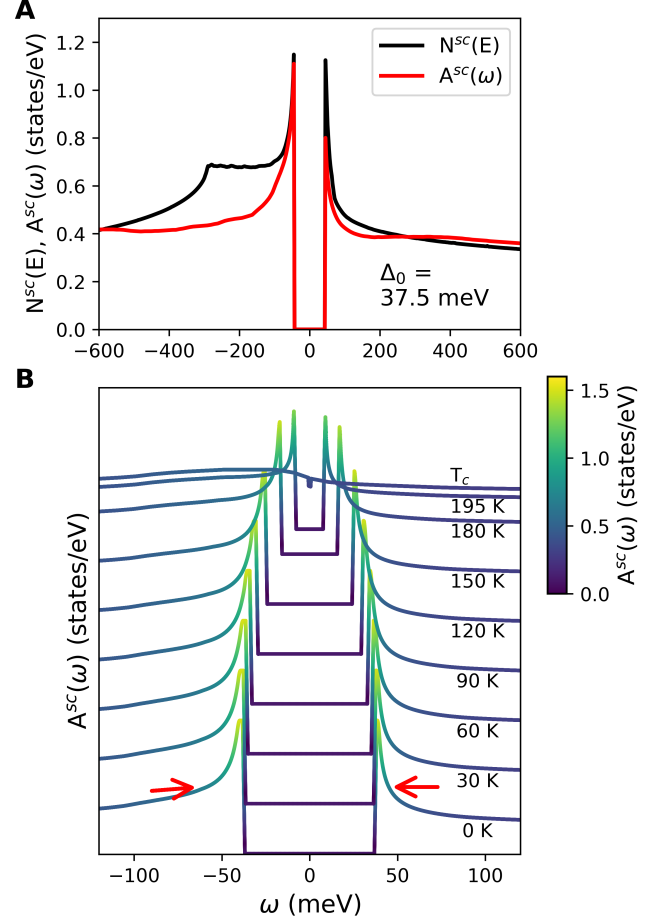 A
N^sc(E), A^sc(ω) (states/eV)
1.2
1.0
0.8
0.6
0.4
0.2
0.0
N^sc(E)
A^sc(ω)
Δ₀ =
37.5 meV
−600 −400 −200 0 200 400 600
B
A^sc(ω) (states/eV)
T_c
195 K
180 K
150 K
120 K
90 K
60 K
30 K
0 K
−100 −50 0 50 100
ω (meV)
1.5
1.0
0.5
0.0
A^sc(ω) (states/eV)